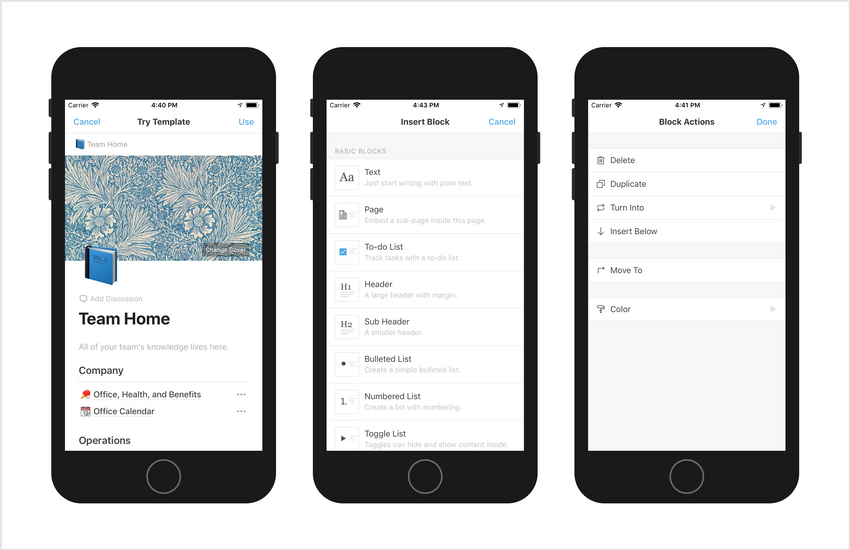 Carrier 4:40 PM
Cancel Try Template Use
Team Home
Change Cover
VOL. 2
Add Discussion
Team Home
All of your team's knowledge lives here.
Company
Office, Health, and Benefits
Office Calendar
Operations
Carrier 4:43 PM
Insert Block Cancel
BASIC BLOCKS
Aa Text
Just start writing with plain text.
Page
Embed a sub-page inside this page.
To-do List
Track tasks with a to-do list.
H1 Header
A large header with margin.
H2 Sub Header
A smaller header.
Bulleted List
Create a simple bulleted list.
1. Numbered List
Create a list with numbering.
Toggle List
Toggles can hide and show content inside.
Carrier 4:41 PM
Block Actions Done
Delete
Duplicate
Turn Into
Insert Below
Move To
Color